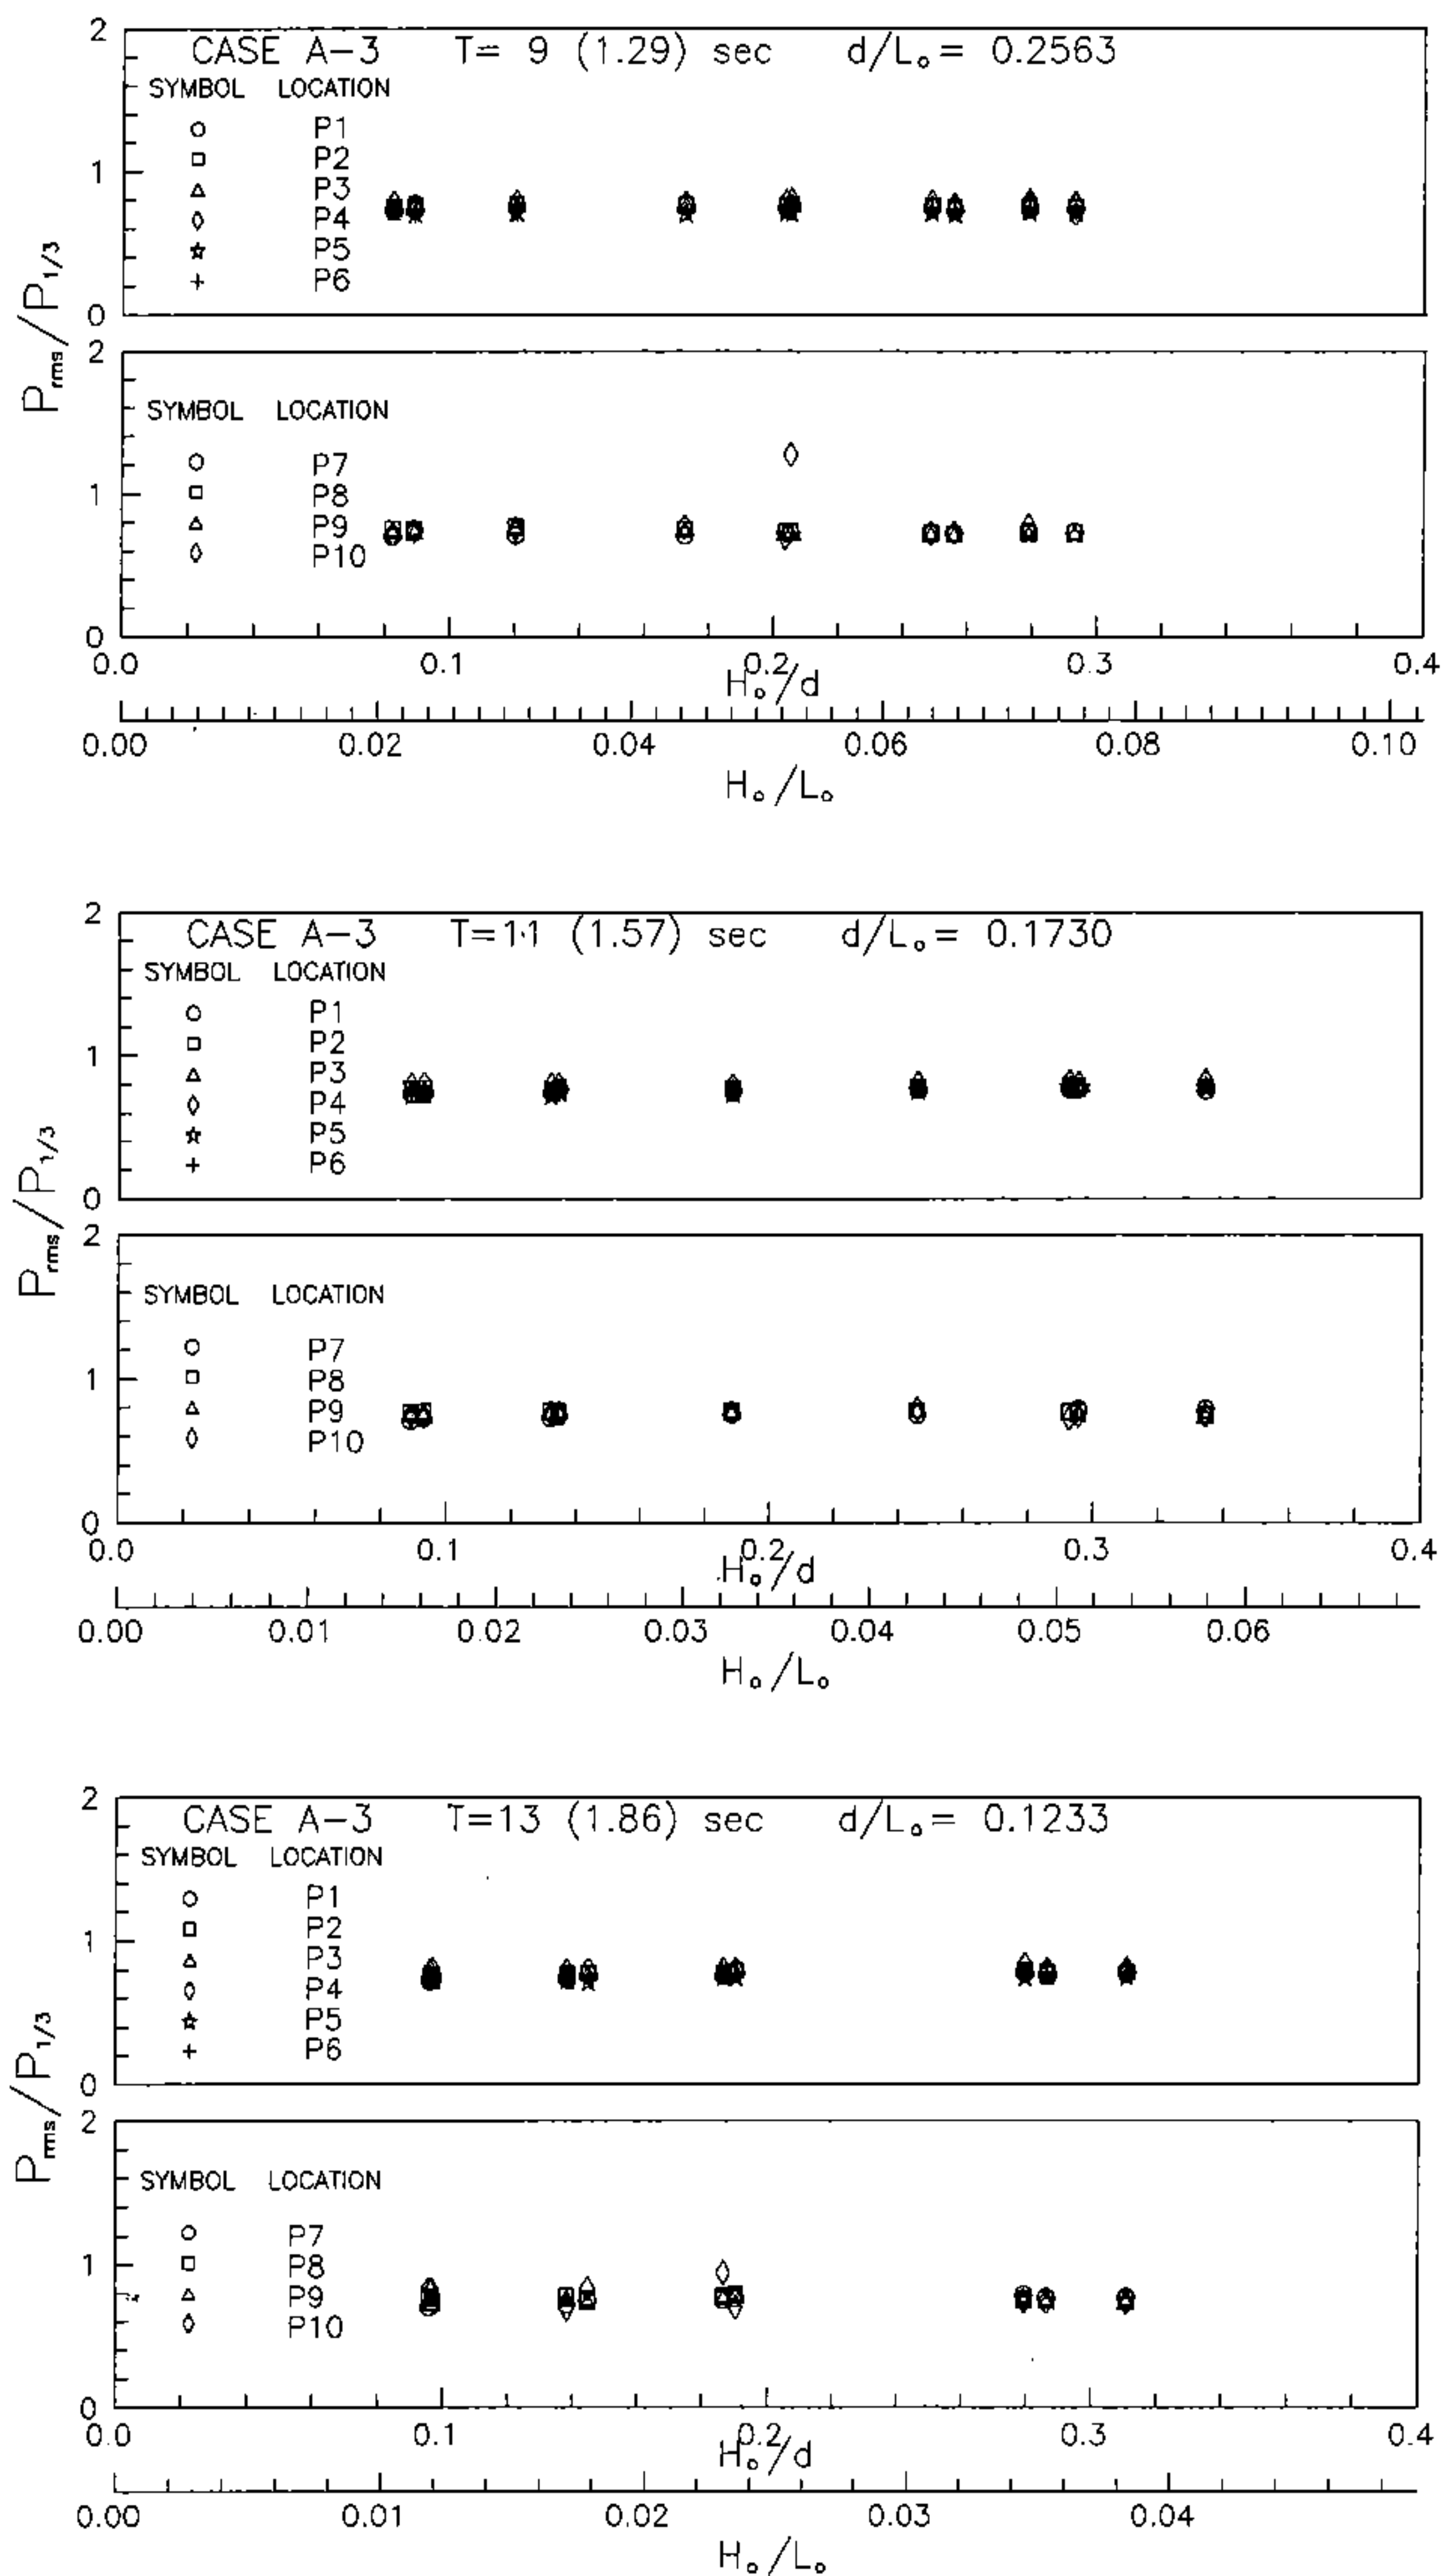 2
CASE A-3 T= 9 (1.29) sec d/L₀= 0.2563
SYMBOL LOCATION
P1
1
P2
P3
P4
P5
P6
0
Prms/P1/3
2
SYMBOL LOCATION
P7
1
P8
P9
P10
0
0.0 0.1 0.2 0.3 0.4
H₀/d
0.00 0.02 0.04 0.06 0.08 0.10
H₀/L₀
2
CASE A-3 T=11 (1.57) sec d/L₀= 0.1730
SYMBOL LOCATION
P1
P2
1
P3
P4
P5
P6
0
Prms/P1/3
2
SYMBOL LOCATION
P7
1
P8
P9
P10
0
0.0 0.1 0.2 0.3 0.4
H₀/d
0.00 0.01 0.02 0.03 0.04 0.05 0.06
H₀/L₀
2
CASE A-3 T=13 (1.86) sec d/L₀= 0.1233
SYMBOL LOCATION
P1
P2
1
P3
P4
P5
P6
0
Prms/P1/3
2
SYMBOL LOCATION
P7
1
P8
P9
P10
0
0.0 0.1 0.2 0.3 0.4
H₀/d
0.00 0.01 0.02 0.03 0.04
H₀/L₀